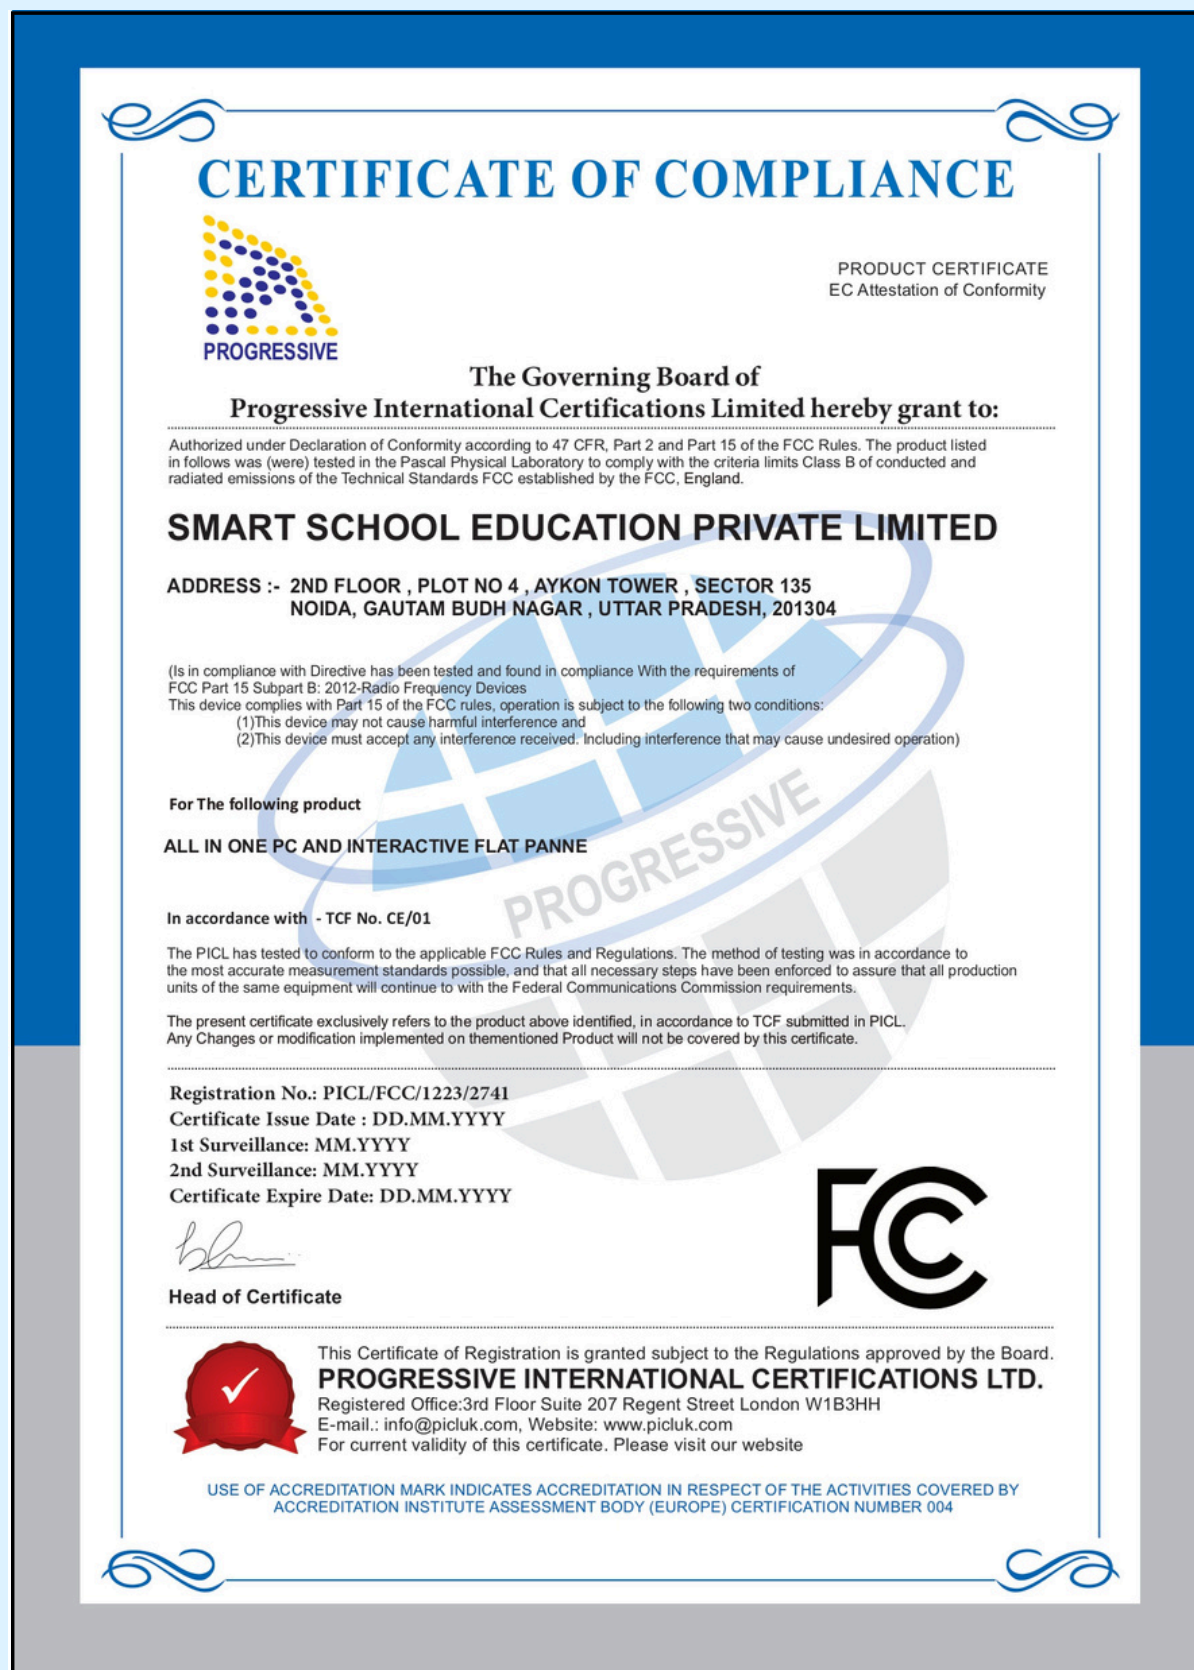 CERTIFICATE OF COMPLIANCE
PROGRESSIVE
PRODUCT CERTIFICATE
EC Attestation of Conformity
The Governing Board of
Progressive International Certifications Limited hereby grant to:
Authorized under Declaration of Conformity according to 47 CFR, Part 2 and Part 15 of the FCC Rules. The product listed
in follows was (were) tested in the Pascal Physical Laboratory to comply with the criteria limits Class B of conducted and
radiated emissions of the Technical Standards FCC established by the FCC, England.
SMART SCHOOL EDUCATION PRIVATE LIMITED
ADDRESS :- 2ND FLOOR , PLOT NO 4 , AYKON TOWER , SECTOR 135
NOIDA, GAUTAM BUDH NAGAR , UTTAR PRADESH, 201304
(Is in compliance with Directive has been tested and found in compliance With the requirements of
FCC Part 15 Subpart B: 2012-Radio Frequency Devices
This device complies with Part 15 of the FCC rules, operation is subject to the following two conditions:
(1)This device may not cause harmful interference and
(2)This device must accept any interference received. Including interference that may cause undesired operation)
For The following product
ALL IN ONE PC AND INTERACTIVE FLAT PANNE
PROGRESSIVE
In accordance with - TCF No. CE/01
The PICL has tested to conform to the applicable FCC Rules and Regulations. The method of testing was in accordance to
the most accurate measurement standards possible, and that all necessary steps have been enforced to assure that all production
units of the same equipment will continue to with the Federal Communications Commission requirements.
The present certificate exclusively refers to the product above identified, in accordance to TCF submitted in PICL.
Any Changes or modification implemented on thementioned Product will not be covered by this certificate.
Registration No.: PICL/FCC/1223/2741
Certificate Issue Date : DD.MM.YYYY
1st Surveillance: MM.YYYY
2nd Surveillance: MM.YYYY
Certificate Expire Date: DD.MM.YYYY
FCC
Head of Certificate
This Certificate of Registration is granted subject to the Regulations approved by the Board.
PROGRESSIVE INTERNATIONAL CERTIFICATIONS LTD.
Registered Office:3rd Floor Suite 207 Regent Street London W1B3HH
E-mail.: info@picluk.com, Website: www.picluk.com
For current validity of this certificate. Please visit our website
USE OF ACCREDITATION MARK INDICATES ACCREDITATION IN RESPECT OF THE ACTIVITIES COVERED BY
ACCREDITATION INSTITUTE ASSESSMENT BODY (EUROPE) CERTIFICATION NUMBER 004